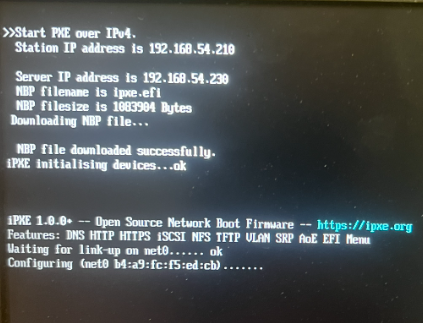 >>Start PXE over IPv4.
Station IP address is 192.168.54.210
Server IP address is 192.168.54.230
NBP filename is ipxe.efi
NBP filesize is 1083904 Bytes
Downloading NBP file...
NBP file downloaded successfully.
iPXE initialising devices...ok
iPXE 1.0.0+ -- Open Source Network Boot Firmware -- https://ipxe.org
Features: DNS HTTP HTTPS iSCSI NFS TFTP VLAN SRP AoE EFI Menu
Waiting for link-up on net0...... ok
Configuring (net0 b4:a9:fc:f5:ed:cb).......